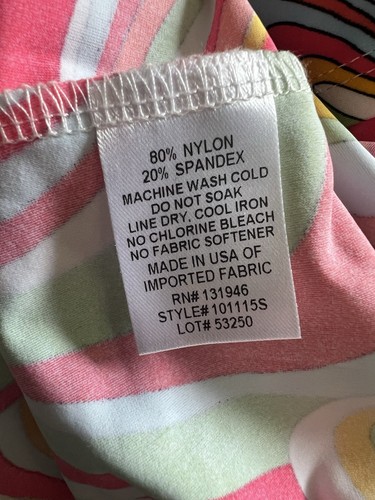 80% NYLON
20% SPANDEX
MACHINE WASH COLD
DO NOT SOAK
LINE DRY. COOL IRON
NO CHLORINE BLEACH
NO FABRIC SOFTENER
MADE IN USA OF
IMPORTED FABRIC
RN# 131946
STYLE# 101115S
LOT# 53250